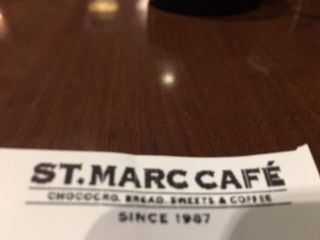 ST.MARC CAFÉ
CHOCOCRO, BREAD, SWEETS & COFFEE
SINCE 1987